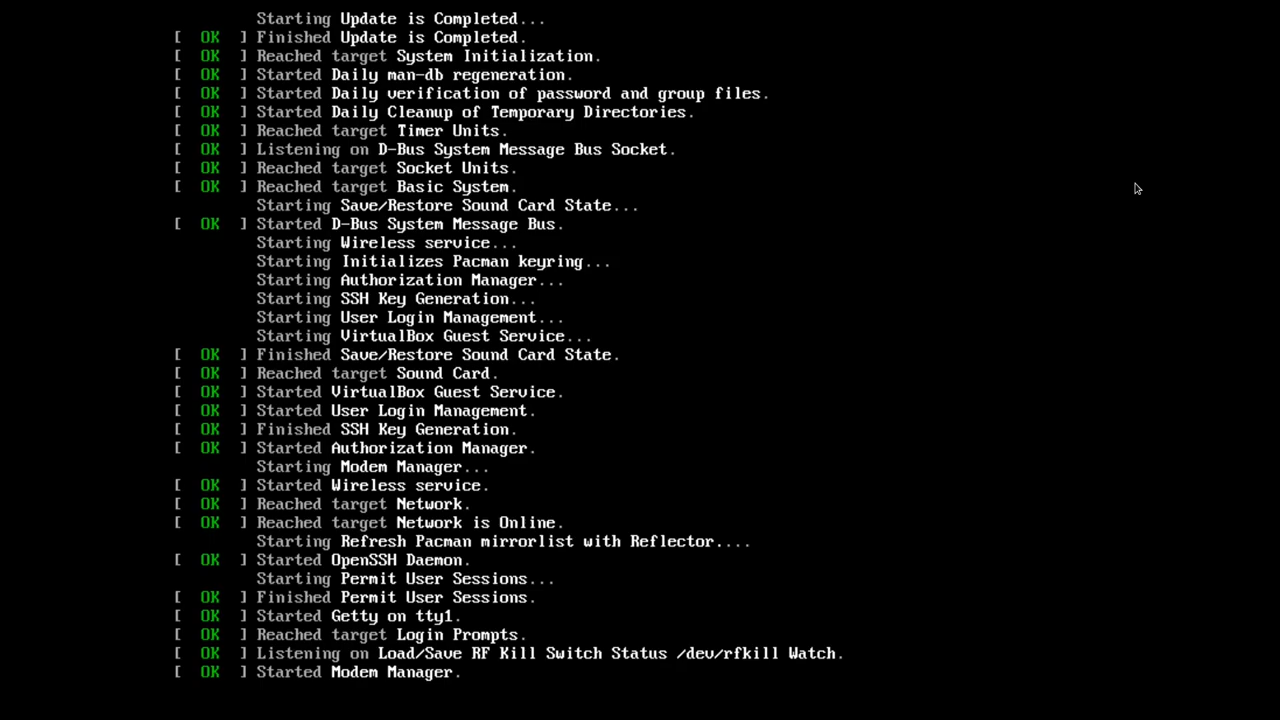 Starting Update is Completed...
[  OK  ] Finished Update is Completed.
[  OK  ] Reached target System Initialization.
[  OK  ] Started Daily man-db regeneration.
[  OK  ] Started Daily verification of password and group files.
[  OK  ] Started Daily Cleanup of Temporary Directories.
[  OK  ] Reached target Timer Units.
[  OK  ] Listening on D-Bus System Message Bus Socket.
[  OK  ] Reached target Socket Units.
[  OK  ] Reached target Basic System.
Starting Save/Restore Sound Card State...
[  OK  ] Started D-Bus System Message Bus.
Starting Wireless service...
Starting Initializes Pacman keyring...
Starting Authorization Manager...
Starting SSH Key Generation...
Starting User Login Management...
Starting VirtualBox Guest Service...
[  OK  ] Finished Save/Restore Sound Card State.
[  OK  ] Reached target Sound Card.
[  OK  ] Started VirtualBox Guest Service.
[  OK  ] Started User Login Management.
[  OK  ] Finished SSH Key Generation.
[  OK  ] Started Authorization Manager.
Starting Modem Manager...
[  OK  ] Started Wireless service.
[  OK  ] Reached target Network.
[  OK  ] Reached target Network is Online.
Starting Refresh Pacman mirrorlist with Reflector....
[  OK  ] Started OpenSSH Daemon.
Starting Permit User Sessions...
[  OK  ] Finished Permit User Sessions.
[  OK  ] Started Getty on tty1.
[  OK  ] Reached target Login Prompts.
[  OK  ] Listening on Load/Save RF Kill Switch Status /dev/rfkill Watch.
[  OK  ] Started Modem Manager.